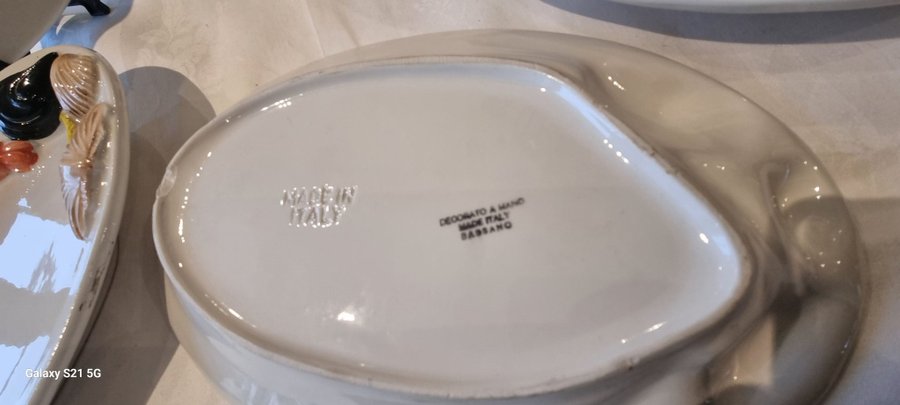 MADE IN
ITALY
DECORATO A MANO
MADE ITALY
BASSANO
Galaxy S21 5G